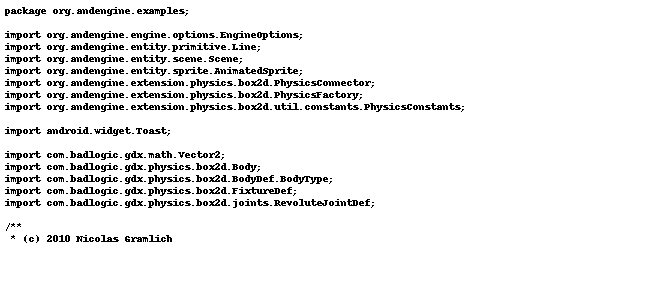 package org.andengine.examples;

import org.andengine.engine.options.EngineOptions;
import org.andengine.entity.primitive.Line;
import org.andengine.entity.scene.Scene;
import org.andengine.entity.sprite.AnimatedSprite;
import org.andengine.extension.physics.box2d.PhysicsConnector;
import org.andengine.extension.physics.box2d.PhysicsFactory;
import org.andengine.extension.physics.box2d.util.constants.PhysicsConstants;

import android.widget.Toast;

import com.badlogic.gdx.math.Vector2;
import com.badlogic.gdx.physics.box2d.Body;
import com.badlogic.gdx.physics.box2d.BodyDef.BodyType;
import com.badlogic.gdx.physics.box2d.FixtureDef;
import com.badlogic.gdx.physics.box2d.joints.RevoluteJointDef;

/**
 * (c) 2010 Nicolas Gramlich